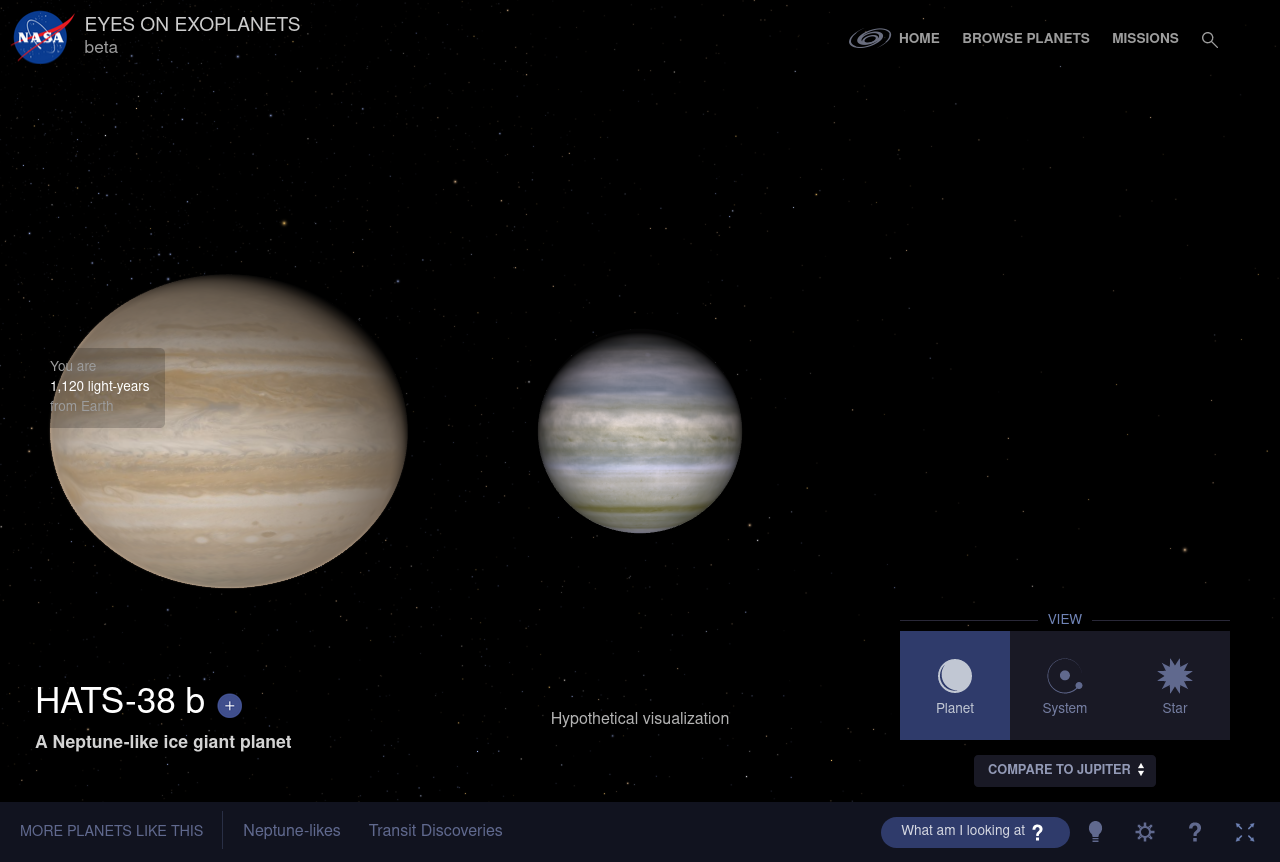 NASA
EYES ON EXOPLANETS
beta
HOME
BROWSE PLANETS
MISSIONS
You are
1,120 light-years
from Earth
HATS-38 b +
A Neptune-like ice giant planet
Hypothetical visualization
VIEW
Planet
System
Star
COMPARE TO JUPITER
MORE PLANETS LIKE THIS
Neptune-likes
Transit Discoveries
What am I looking at ?
?